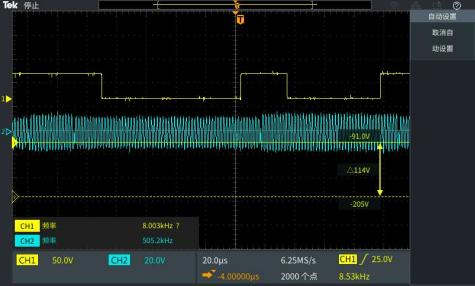 Tek 停止
T
自动设置
取消自
动设置
1
2
-91.0V
△114V
-205V
CH1 频率 8.003kHz ?
CH2 频率 505.2kHz
CH1 50.0V CH2 20.0V 20.0µs 6.25MS/s CH1 25.0V
-4.00000µs 2000 个点 8.53kHz